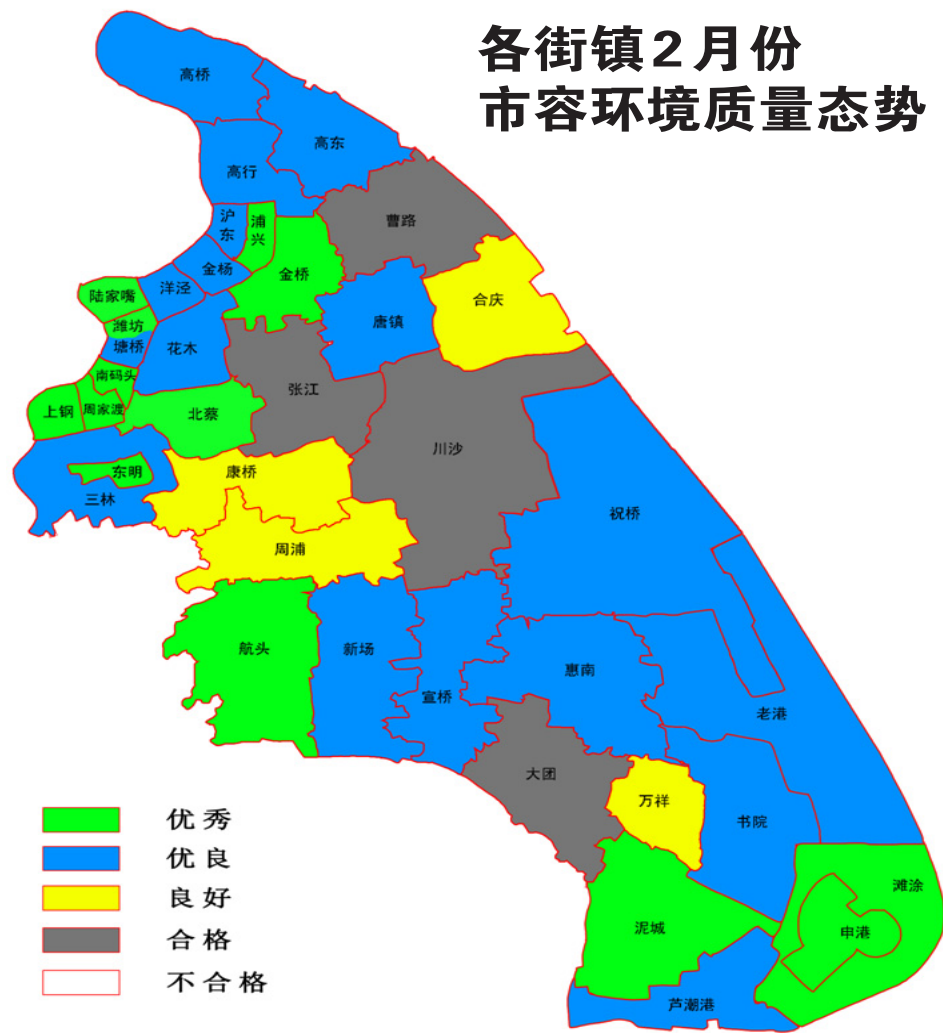 各街镇2月份
市容环境质量态势
高桥
高东
高行
沪东
浦兴
曹路
金杨
金桥
洋泾
陆家嘴
合庆
唐镇
潍坊
塘桥
花木
南码头
张江
上钢
周家渡
北蔡
川沙
东明
康桥
三林
祝桥
周浦
航头
新场
惠南
宣桥
老港
大团
万祥
书院
滩涂
泥城
申港
芦潮港
优秀
优良
良好
合格
不合格